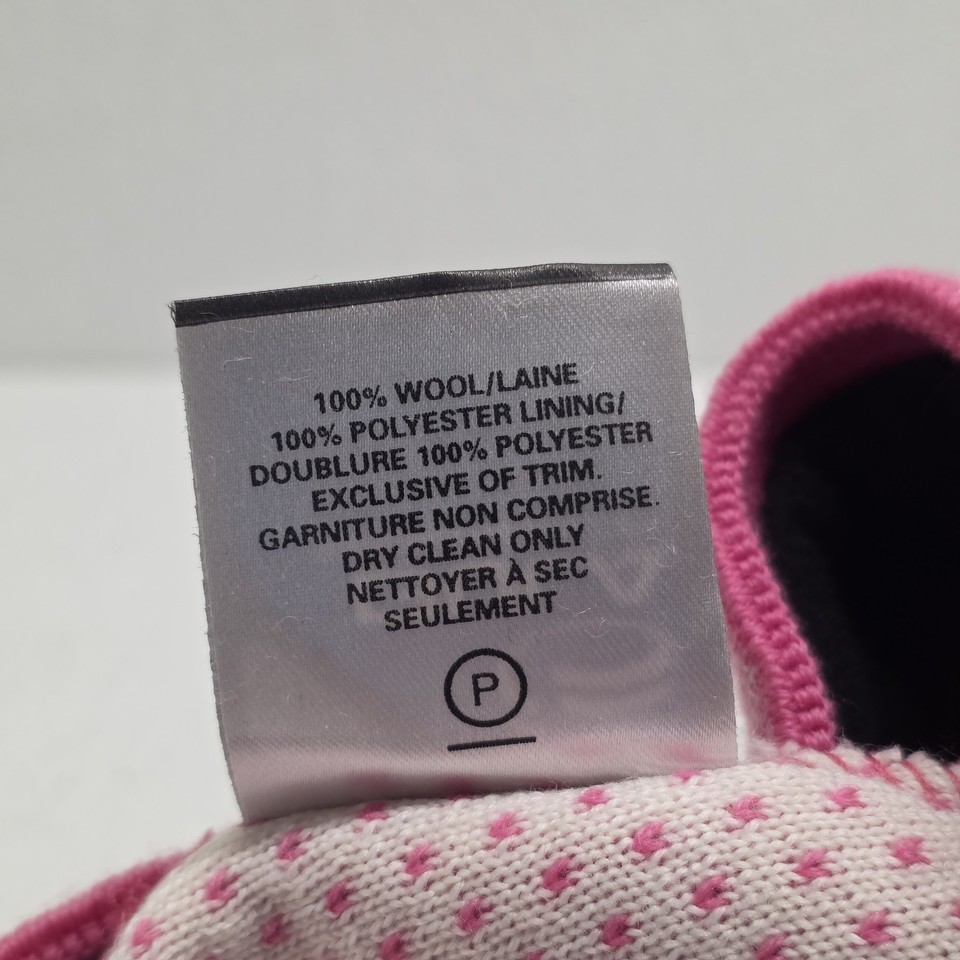 100% WOOL/LAINE
100% POLYESTER LINING/
DOUBLURE 100% POLYESTER
EXCLUSIVE OF TRIM.
GARNITURE NON COMPRISE.
DRY CLEAN ONLY
NETTOYER À SEC
SEULEMENT
P